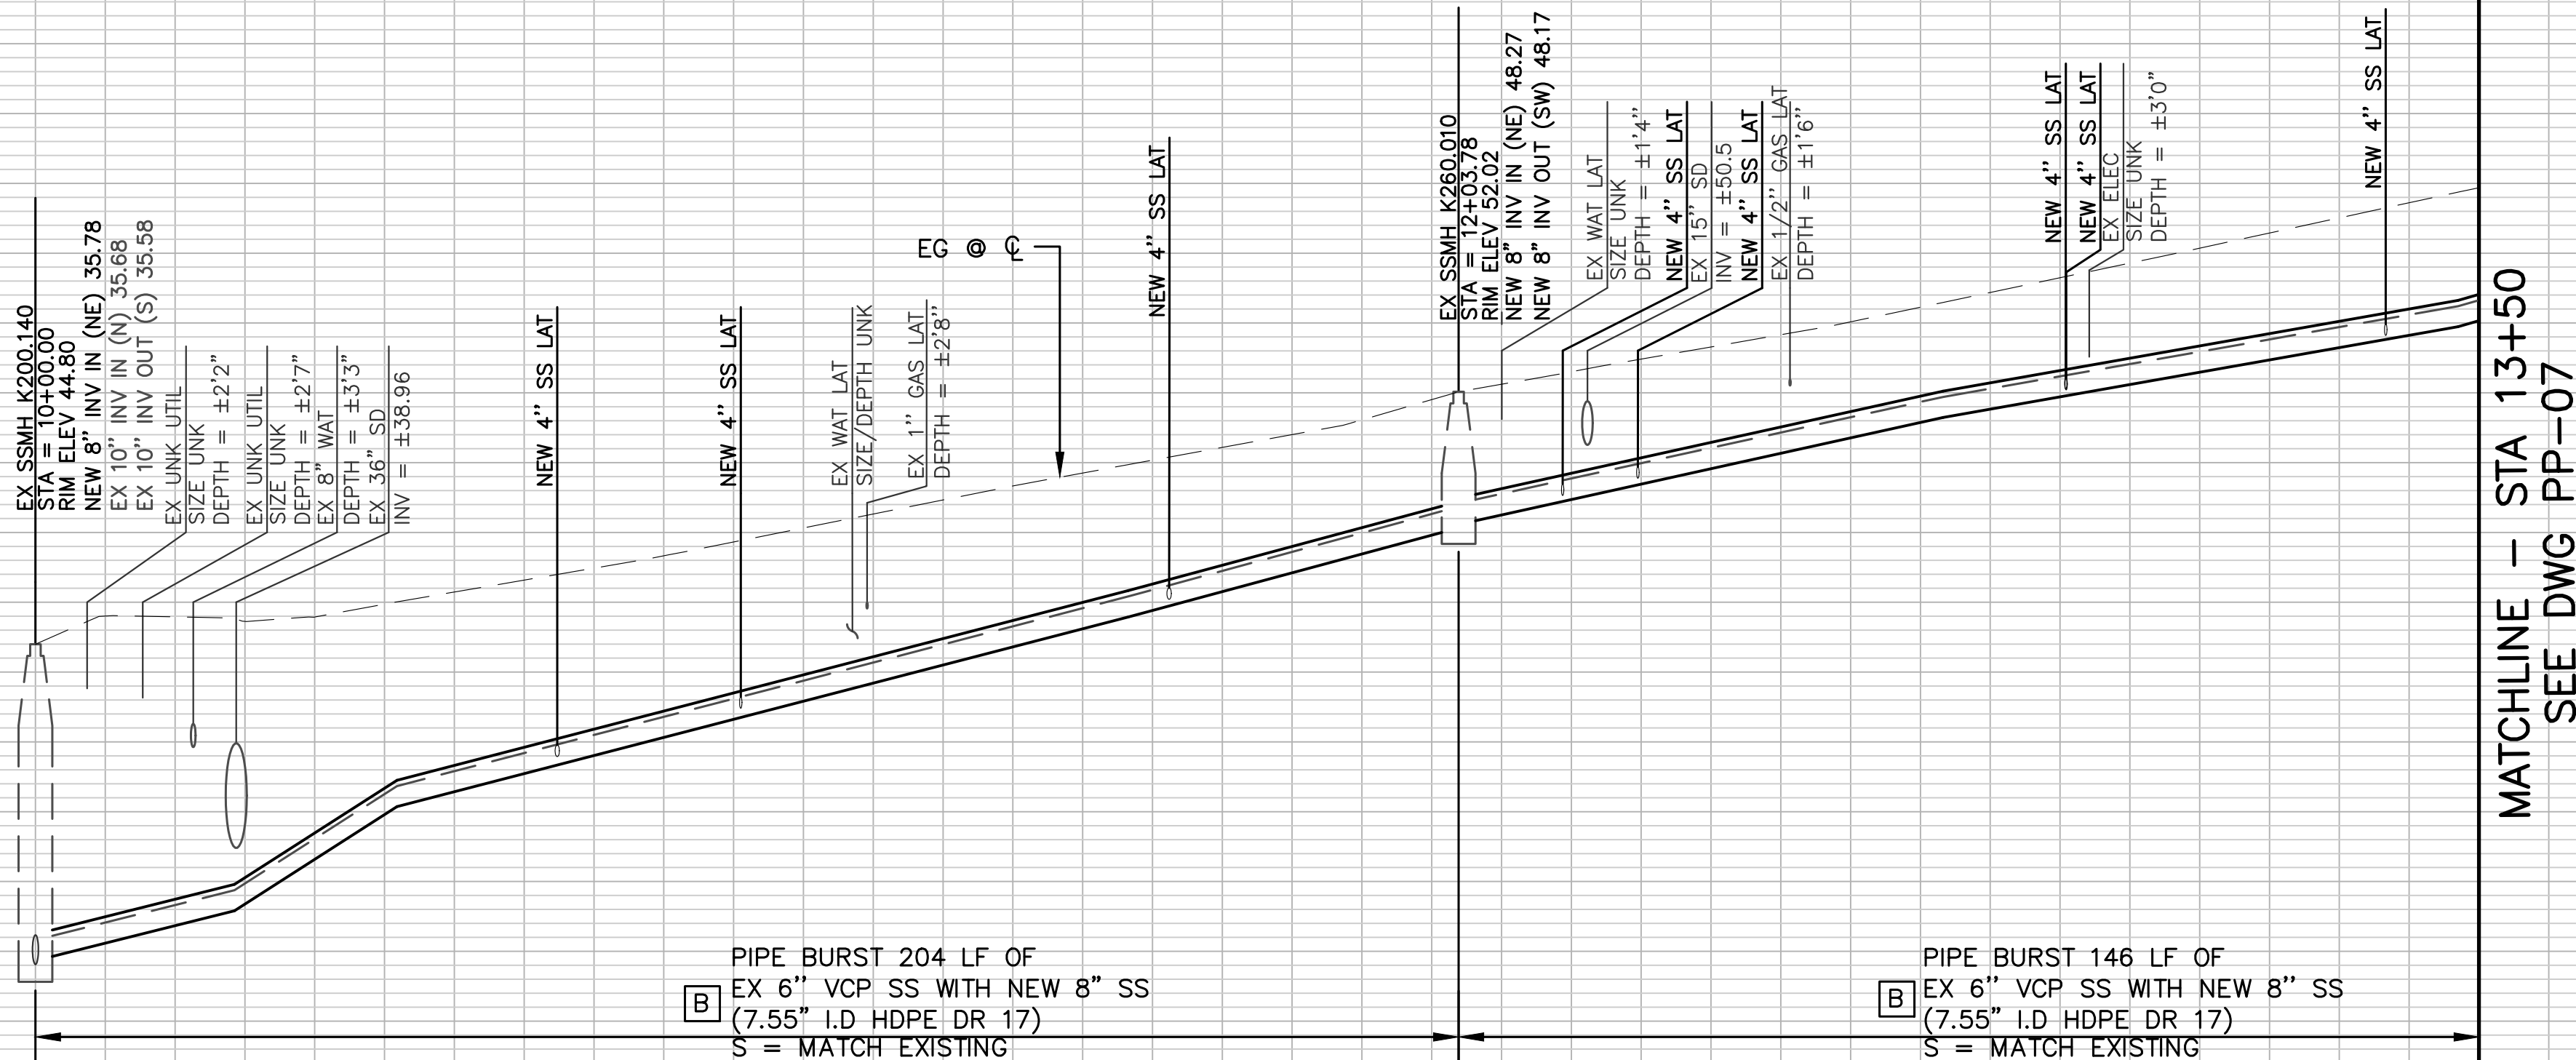 EX SSMH K200.140
STA = 10+00.00
RIM ELEV 44.80
NEW 8" INV IN (NE) 35.78
EX 10" INV IN (N) 35.68
EX 10" INV OUT (S) 35.58
EX UNK UTIL
SIZE UNK
DEPTH = ±2'2"
EX UNK UTIL
SIZE UNK
DEPTH = ±2'7"
EX 8" WAT
DEPTH = ±3'3"
EX 36" SD
INV = ±38.96
NEW 4" SS LAT
NEW 4" SS LAT
EX WAT LAT
SIZE/DEPTH UNK
EX 1" GAS LAT
DEPTH = ±2'8"
EG @ ℄
NEW 4" SS LAT
EX SSMH K260.010
STA = 12+03.78
RIM ELEV 52.02
NEW 8" INV IN (NE) 48.27
NEW 8" INV OUT (SW) 48.17
EX WAT LAT
SIZE UNK
DEPTH = ±1'4"
NEW 4" SS LAT
EX 15" SD
INV = ±50.5
NEW 4" SS LAT
EX 1/2" GAS LAT
DEPTH = ±1'6"
NEW 4" SS LAT
NEW 4" SS LAT
EX ELEC
SIZE UNK
DEPTH = ±3'0"
NEW 4" SS LAT
MATCHLINE - STA 13+50
SEE DWG PP-07
B
PIPE BURST 204 LF OF
EX 6" VCP SS WITH NEW 8" SS
(7.55" I.D HDPE DR 17)
S = MATCH EXISTING
B
PIPE BURST 146 LF OF
EX 6" VCP SS WITH NEW 8" SS
(7.55" I.D HDPE DR 17)
S = MATCH EXISTING